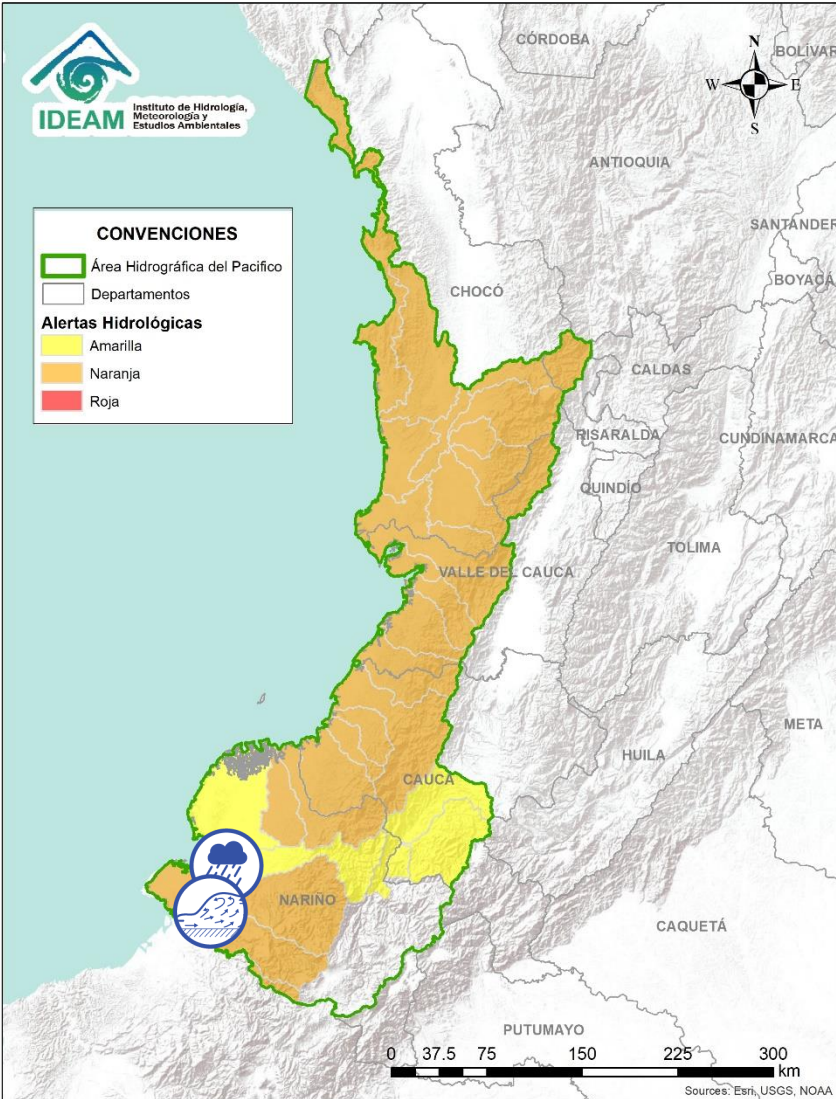 IDEAM
Instituto de Hidrología,
Meteorología y
Estudios Ambientales
N
W
E
S
CÓRDOBA
BOLÍVAR
ANTIOQUIA
SANTANDER
BOYACÁ
CHOCÓ
CONVENCIONES
Área Hidrográfica del Pacifico
Departamentos
Alertas Hidrológicas
Amarilla
Naranja
Roja
CALDAS
RISARALDA
CUNDINAMARCA
QUINDÍO
TOLIMA
VALLE DEL CAUCA
META
HUILA
CAUCA
NARIÑO
CAQUETÁ
PUTUMAYO
0 37.5 75 150 225 300
km
Sources: Esri, USGS, NOAA